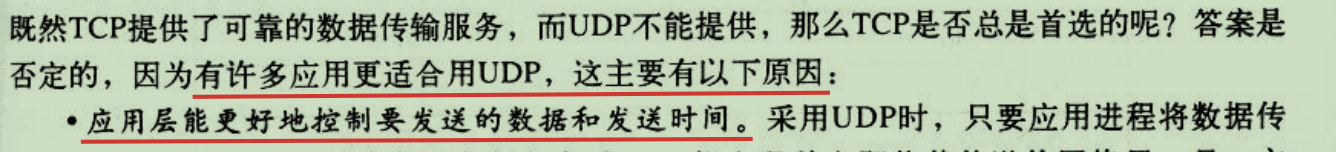 既然TCP提供了可靠的数据传输服务，而UDP不能提供，那么TCP是否总是首选的呢？答案是
否定的，因为有许多应用更适合用UDP，这主要有以下原因：
•应用层能更好地控制要发送的数据和发送时间。采用UDP时，只要应用进程将数据传